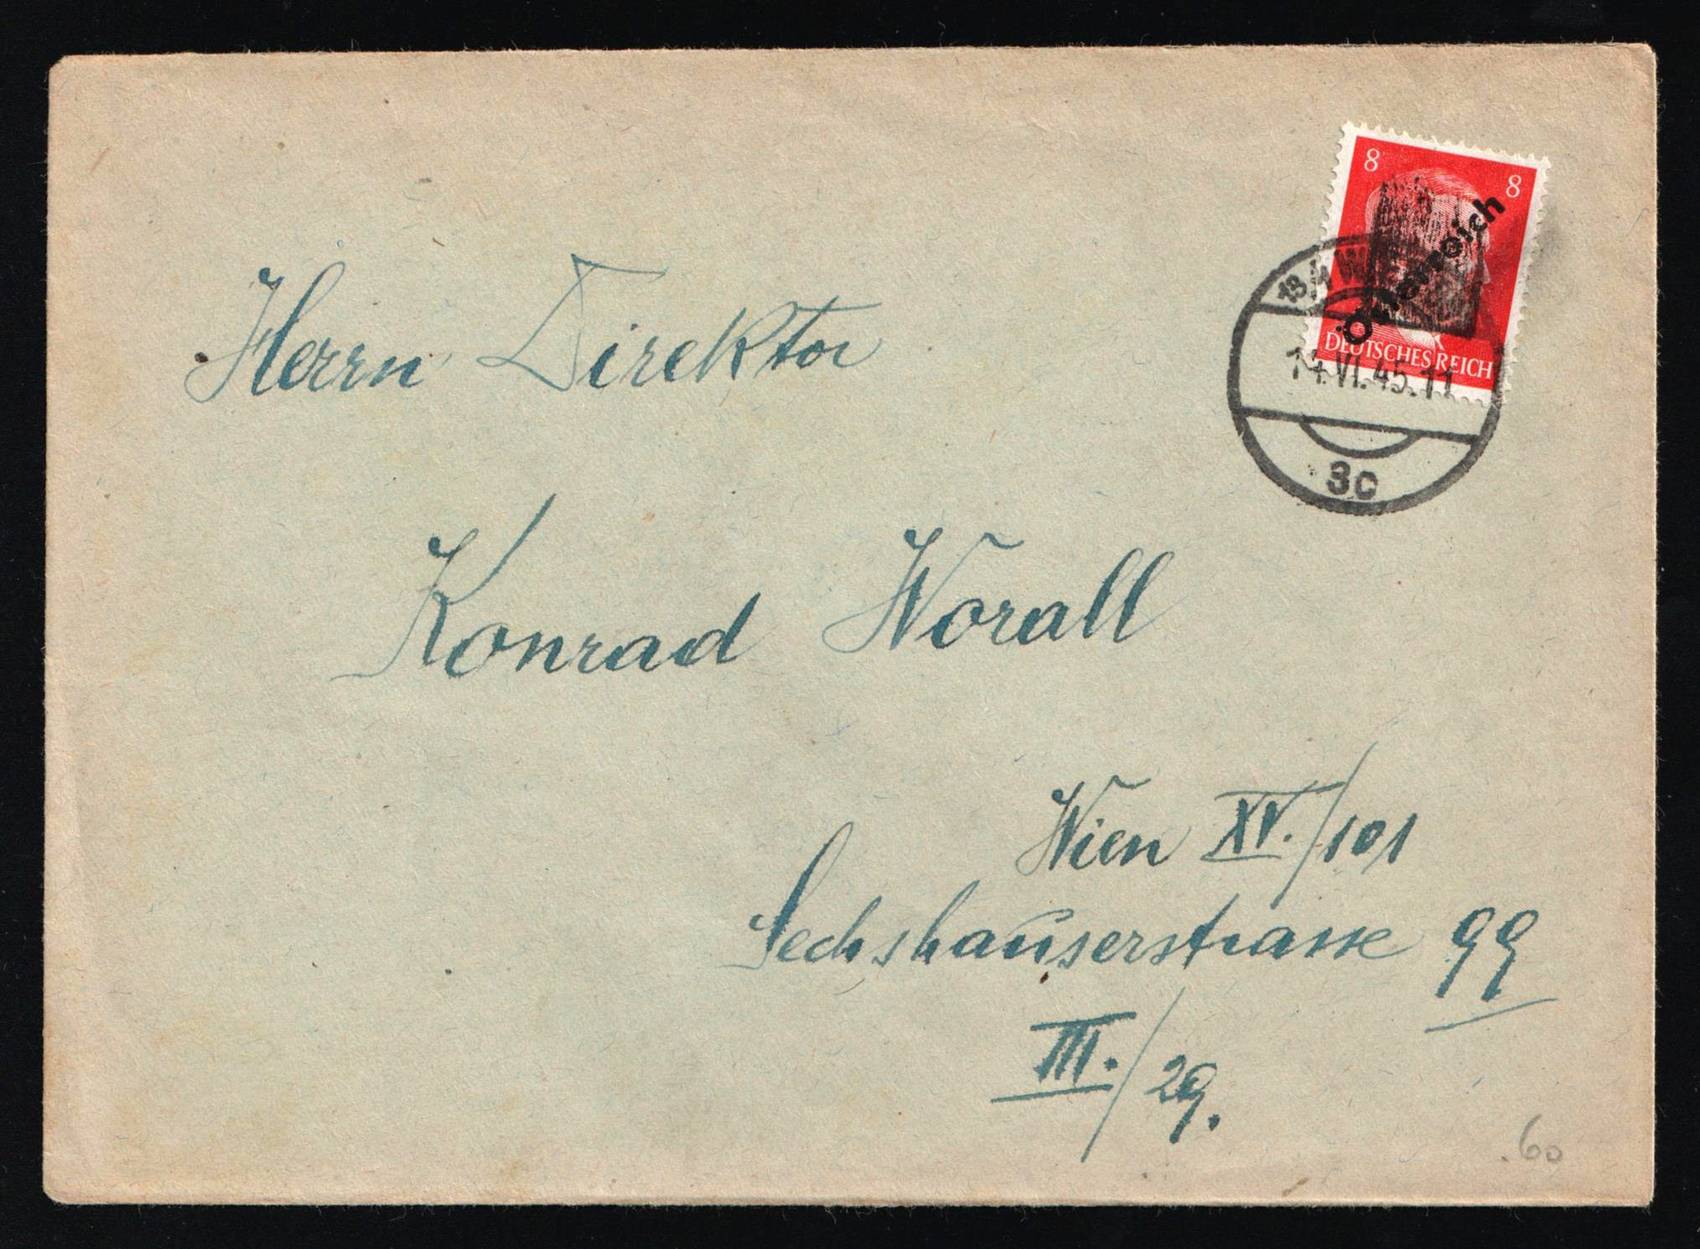 8 8
Österreich
DEUTSCHES REICH
14.VI.45.11
3c
Herrn Direktor
Konrad Worall
Wien XV./101
Sechshauserstrasse 99
III./29.
.60